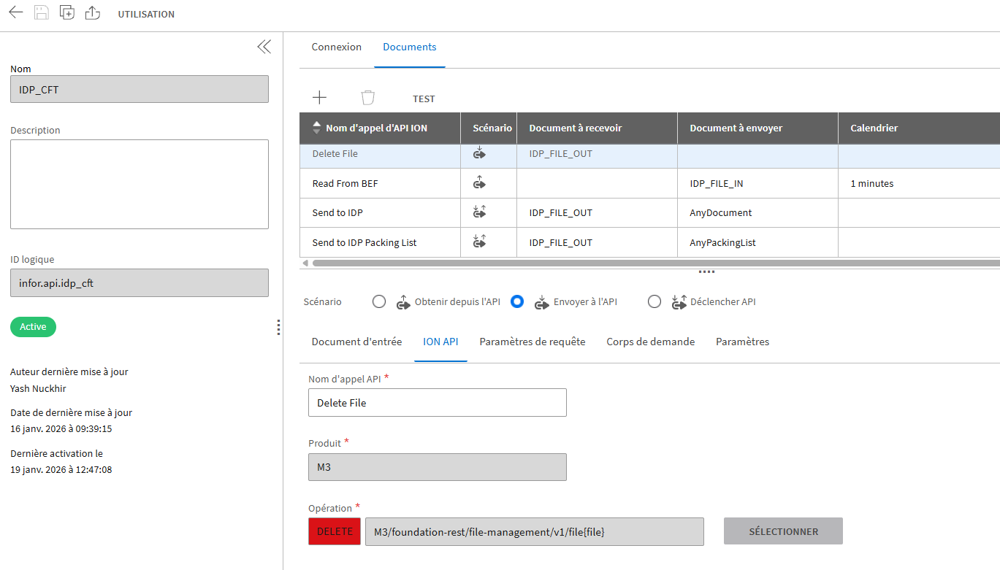 UTILISATION
Nom
IDP_CFT
Description
ID logique
infor.api.idp_cft
Active
Auteur dernière mise à jour
Yash Nuckhir
Date de dernière mise à jour
16 janv. 2026 à 09:39:15
Dernière activation le
19 janv. 2026 à 12:47:08
Connexion Documents
TEST
Nom d'appel d'API ION Scénario Document à recevoir Document à envoyer Calendrier
Delete File IDP_FILE_OUT
Read From BEF IDP_FILE_IN 1 minutes
Send to IDP IDP_FILE_OUT AnyDocument
Send to IDP Packing List IDP_FILE_OUT AnyPackingList
Scénario Obtenir depuis l'API Envoyer à l'API Déclencher API
Document d'entrée ION API Paramètres de requête Corps de demande Paramètres
Nom d'appel API *
Delete File
Produit *
M3
Opération *
DELETE M3/foundation-rest/file-management/v1/file{file} SÉLECTIONNER